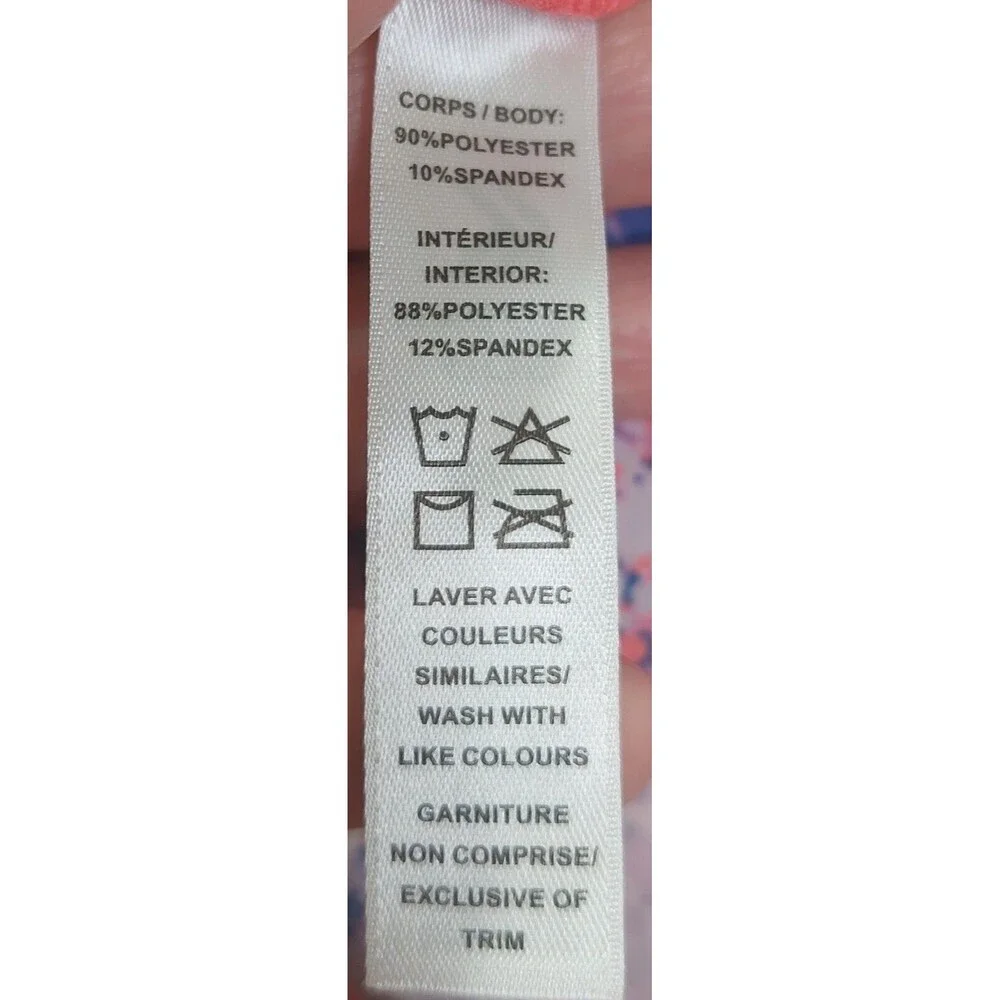 CORPS / BODY:
90%POLYESTER
10%SPANDEX
INTÉRIEUR/
INTERIOR:
88%POLYESTER
12%SPANDEX
LAVER AVEC
COULEURS
SIMILAIRES/
WASH WITH
LIKE COLOURS
GARNITURE
NON COMPRISE/
EXCLUSIVE OF
TRIM